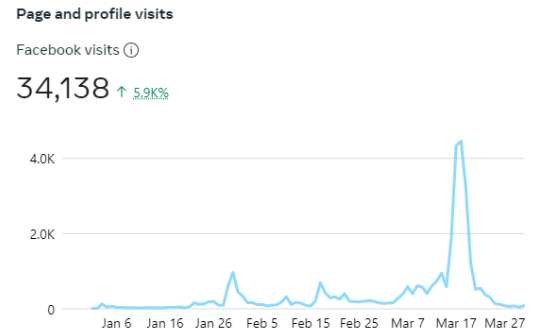 Page and profile visits
Facebook visits
34,138 ↑ 5.9K%
4.0K
2.0K
0
Jan 6 Jan 16 Jan 26 Feb 5 Feb 15 Feb 25 Mar 7 Mar 17 Mar 27